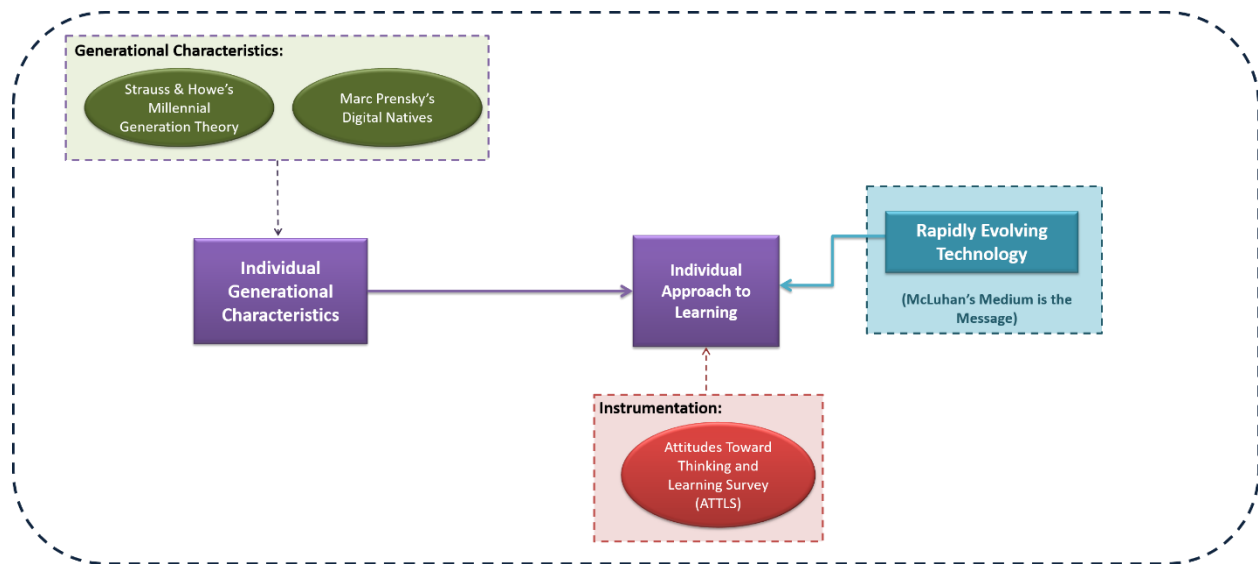 Generational Characteristics:
Strauss & Howe's
Millennial
Generation Theory
Marc Prensky's
Digital Natives
Individual
Generational
Characteristics
Individual
Approach to
Learning
Rapidly Evolving
Technology
(McLuhan's Medium is the
Message)
Instrumentation:
Attitudes Toward
Thinking and
Learning Survey
(ATTLS)